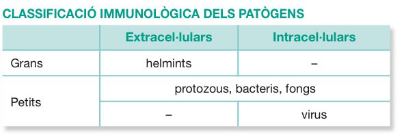 CLASSIFICACIÓ IMMUNOLÒGICA DELS PATÒGENS
Extracel·lulars Intracel·lulars
Grans helmints –
Petits protozous, bacteris, fongs
– virus